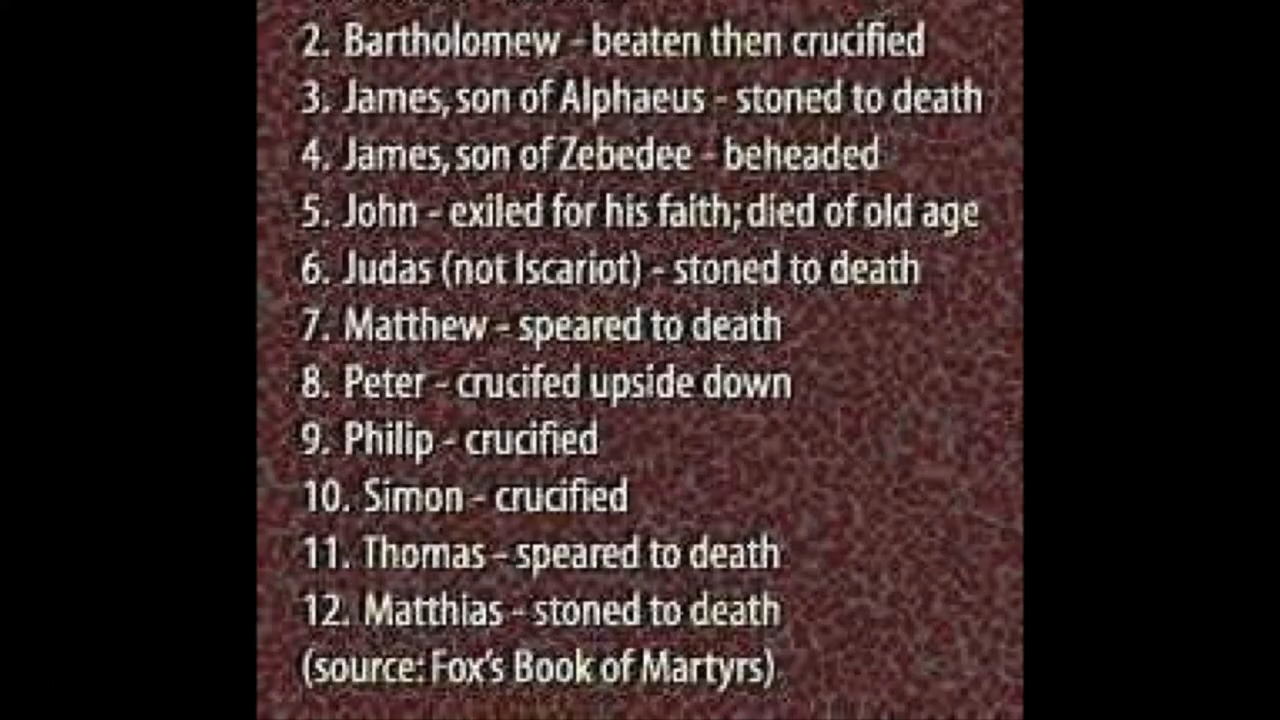 2. Bartholomew - beaten then crucified
3. James, son of Alphaeus - stoned to death
4. James, son of Zebedee - beheaded
5. John - exiled for his faith; died of old age
6. Judas (not Iscariot) - stoned to death
7. Matthew - speared to death
8. Peter - crucifed upside down
9. Philip - crucified
10. Simon - crucified
11. Thomas - speared to death
12. Matthias - stoned to death
(source: Fox's Book of Martyrs)